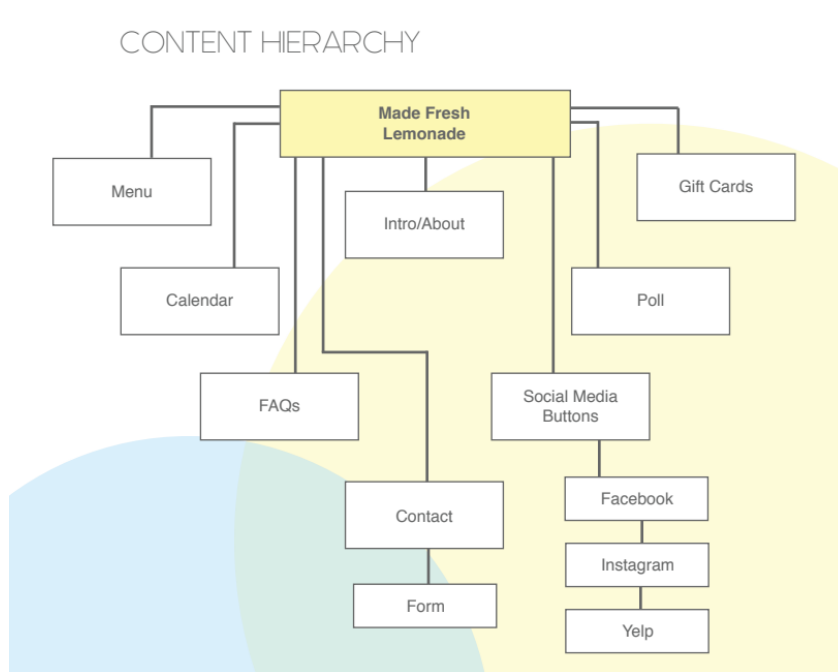 CONTENT HIERARCHY
Made Fresh
Lemonade
Menu
Gift Cards
Intro/About
Calendar
Poll
FAQs
Social Media
Buttons
Contact
Facebook
Instagram
Form
Yelp